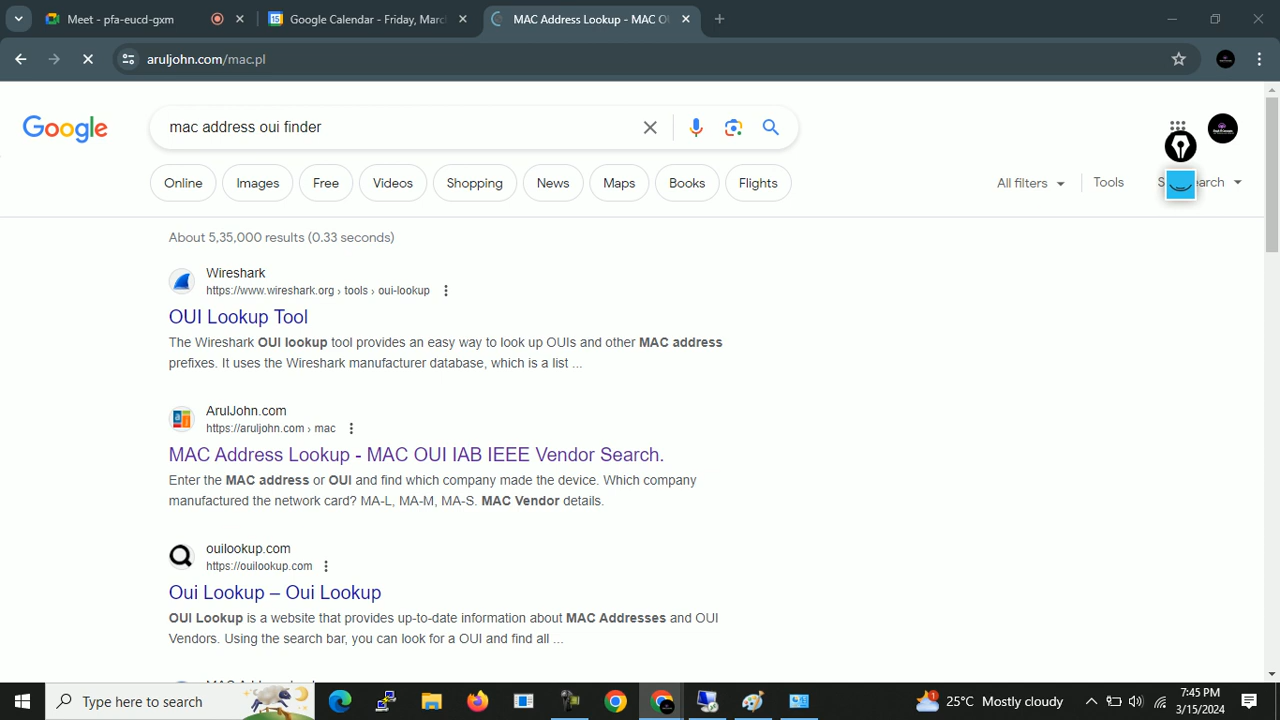 Meet - pfa-eucd-gxm
Google Calendar - Friday, Marc
MAC Address Lookup - MAC O
aruljohn.com/mac.pl
Google
mac address oui finder
Online
Images
Free
Videos
Shopping
News
Maps
Books
Flights
All filters
Tools
About 5,35,000 results (0.33 seconds)
Wireshark
https://www.wireshark.org › tools › oui-lookup
OUI Lookup Tool
The Wireshark OUI lookup tool provides an easy way to look up OUIs and other MAC address
prefixes. It uses the Wireshark manufacturer database, which is a list ...
ArulJohn.com
https://aruljohn.com › mac
MAC Address Lookup - MAC OUI IAB IEEE Vendor Search.
Enter the MAC address or OUI and find which company made the device. Which company
manufactured the network card? MA-L, MA-M, MA-S. MAC Vendor details.
ouilookup.com
https://ouilookup.com
Oui Lookup – Oui Lookup
OUI Lookup is a website that provides up-to-date information about MAC Addresses and OUI
Vendors. Using the search bar, you can look for a OUI and find all ...
Type here to search
1
25°C Mostly cloudy
7:45 PM
3/15/2024